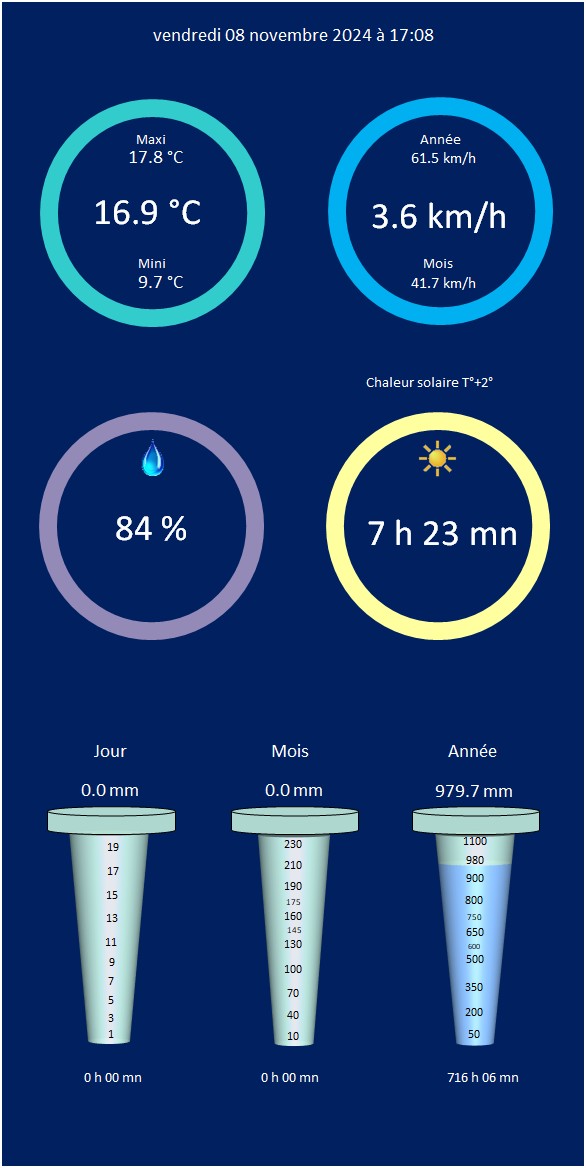 vendredi 08 novembre 2024 à 17:08
Maxi
17.8 °C
16.9 °C
Mini
9.7 °C
Année
61.5 km/h
3.6 km/h
Mois
41.7 km/h
Chaleur solaire T°+2°
84 %
7 h 23 mn
Jour
0.0 mm
19
17
15
13
11
9
7
5
3
1
0 h 00 mn
Mois
0.0 mm
230
210
190
175
160
145
130
100
70
40
10
0 h 00 mn
Année
979.7 mm
1100
980
900
800
750
650
600
500
350
200
50
716 h 06 mn